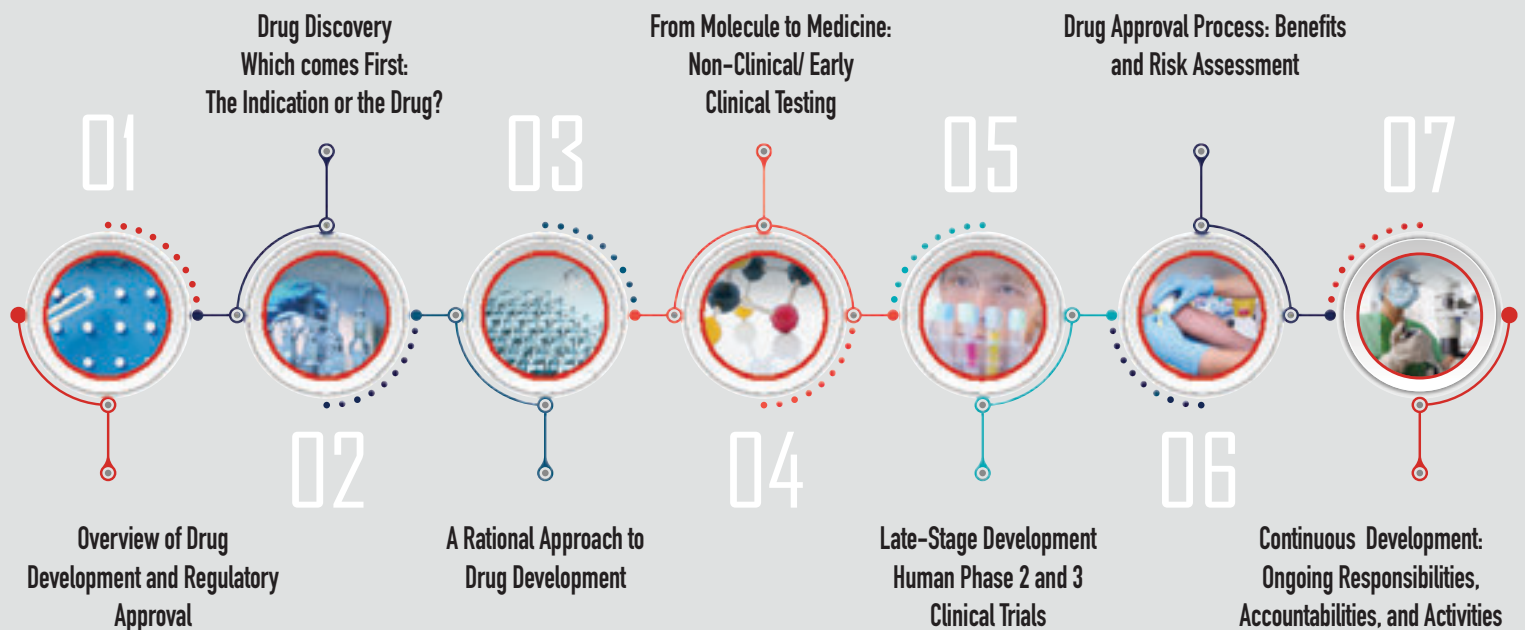 01
Drug Discovery
Which comes First:
The Indication or the Drug?
03
From Molecule to Medicine:
Non-Clinical/ Early
Clinical Testing
05
Drug Approval Process: Benefits
and Risk Assessment
07
Overview of Drug
Development and Regulatory
Approval
02
A Rational Approach to
Drug Development
04
Late-Stage Development
Human Phase 2 and 3
Clinical Trials
06
Continuous Development:
Ongoing Responsibilities,
Accountabilities, and Activities